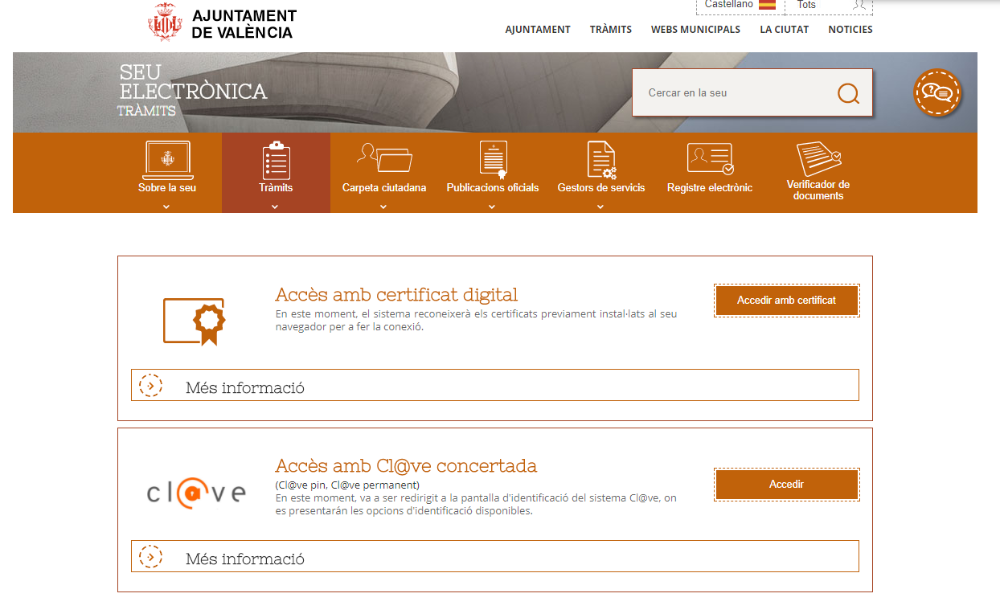 AJUNTAMENT
DE VALÈNCIA
Castellano
Tots
AJUNTAMENT TRÀMITS WEBS MUNICIPALS LA CIUTAT NOTICIES
SEU
ELECTRÒNICA
TRÀMITS
Cercar en la seu
Sobre la seu
Tràmits
Carpeta ciutadana
Publicacions oficials
Gestors de servicis
Registre electrònic
Verificador de
documents
Accès amb certificat digital
En este moment, el sistema reconeixerà els certificats previament instal·lats al seu
navegador per a fer la conexió.
Accedir amb certificat
Més informació
cl@ve
Accès amb Cl@ve concertada
(Cl@ve pin, Cl@ve permanent)
En este moment, va a ser redirigit a la pantalla d'identificació del sistema Cl@ve, on
es presentarán les opcions d'identificació disponibles.
Accedir
Més informació